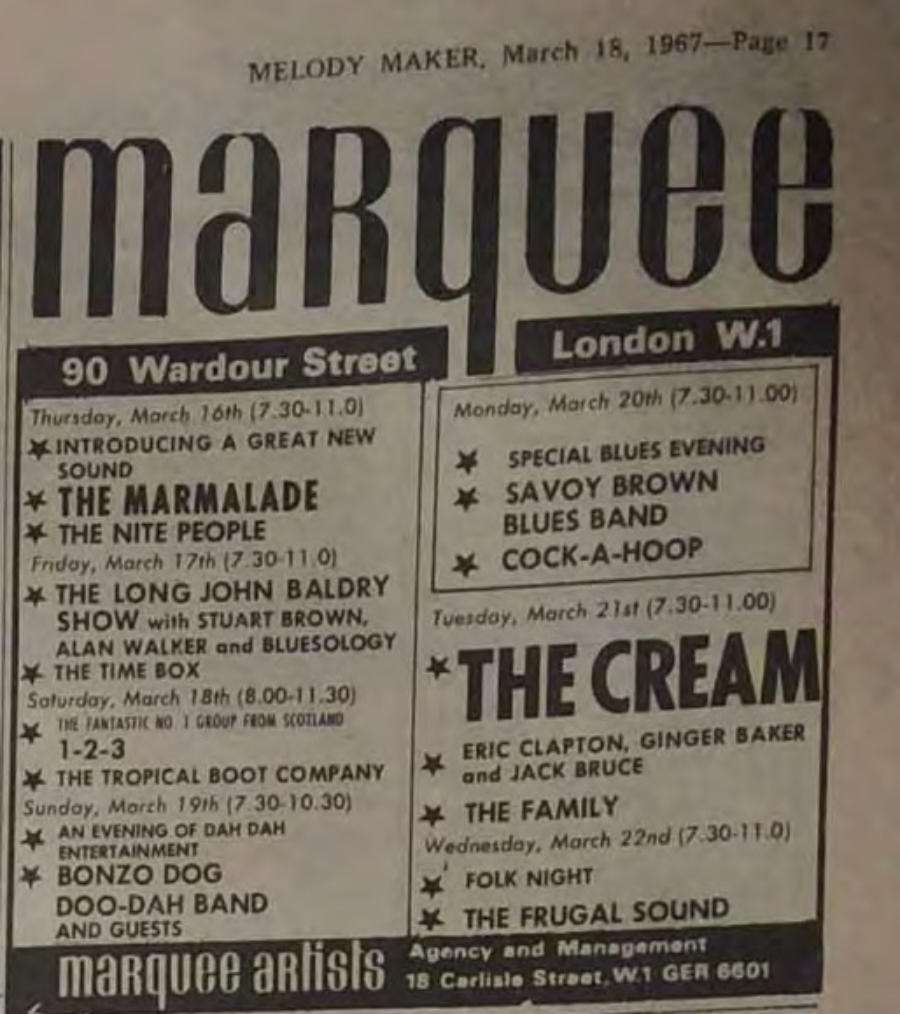 MELODY MAKER, March 18, 1967—Page 17
marquee
90 Wardour Street
London W.1
Thursday, March 16th (7.30-11.0)
INTRODUCING A GREAT NEW
SOUND
THE MARMALADE
THE NITE PEOPLE
Friday, March 17th (7.30-11.0)
THE LONG JOHN BALDRY
SHOW with STUART BROWN,
ALAN WALKER and BLUESOLOGY
THE TIME BOX
Saturday, March 18th (8.00-11.30)
THE FANTASTIC NO. 1 GROUP FROM SCOTLAND
1-2-3
THE TROPICAL BOOT COMPANY
Sunday, March 19th (7.30-10.30)
AN EVENING OF DAH DAH
ENTERTAINMENT
BONZO DOG
DOO-DAH BAND
AND GUESTS
Monday, March 20th (7.30-11.00)
SPECIAL BLUES EVENING
SAVOY BROWN
BLUES BAND
COCK-A-HOOP
Tuesday, March 21st (7.30-11.00)
THE CREAM
ERIC CLAPTON, GINGER BAKER
and JACK BRUCE
THE FAMILY
Wednesday, March 22nd (7.30-11.0)
FOLK NIGHT
THE FRUGAL SOUND
marquee artists
Agency and Management
18 Carlisle Street, W.1 GER 6601